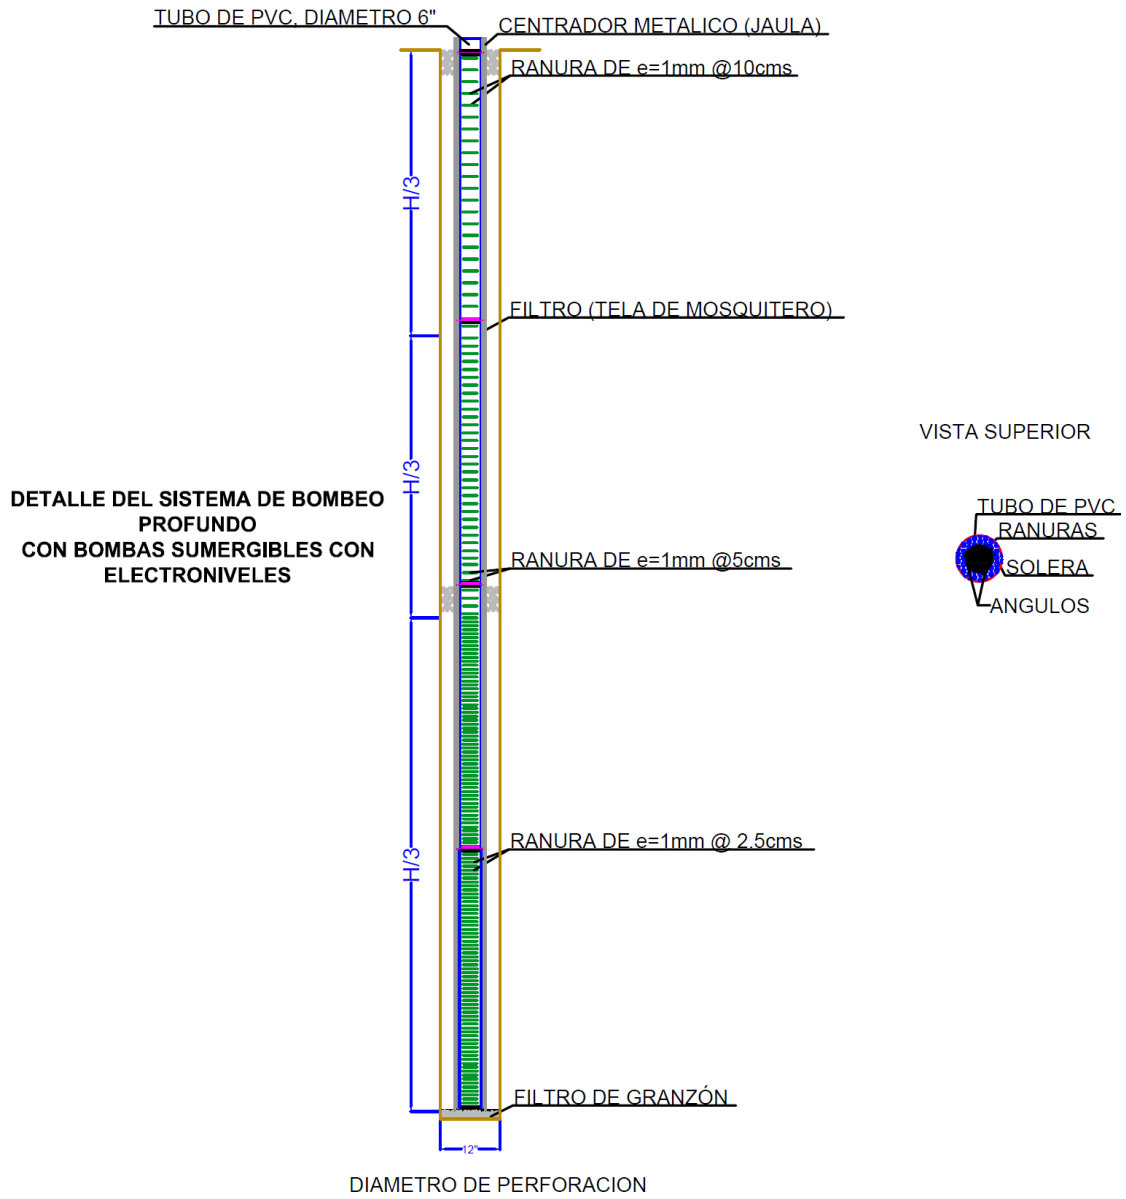 TUBO DE PVC, DIAMETRO 6"
CENTRADOR METALICO (JAULA)
RANURA DE e=1mm @10cms
H/3
FILTRO (TELA DE MOSQUITERO)
VISTA SUPERIOR
H/3
DETALLE DEL SISTEMA DE BOMBEO
PROFUNDO
CON BOMBAS SUMERGIBLES CON
ELECTRONIVELES
TUBO DE PVC
RANURAS
RANURA DE e=1mm @5cms
SOLERA
ANGULOS
RANURA DE e=1mm @ 2.5cms
H/3
FILTRO DE GRANZÓN
12"
DIAMETRO DE PERFORACION